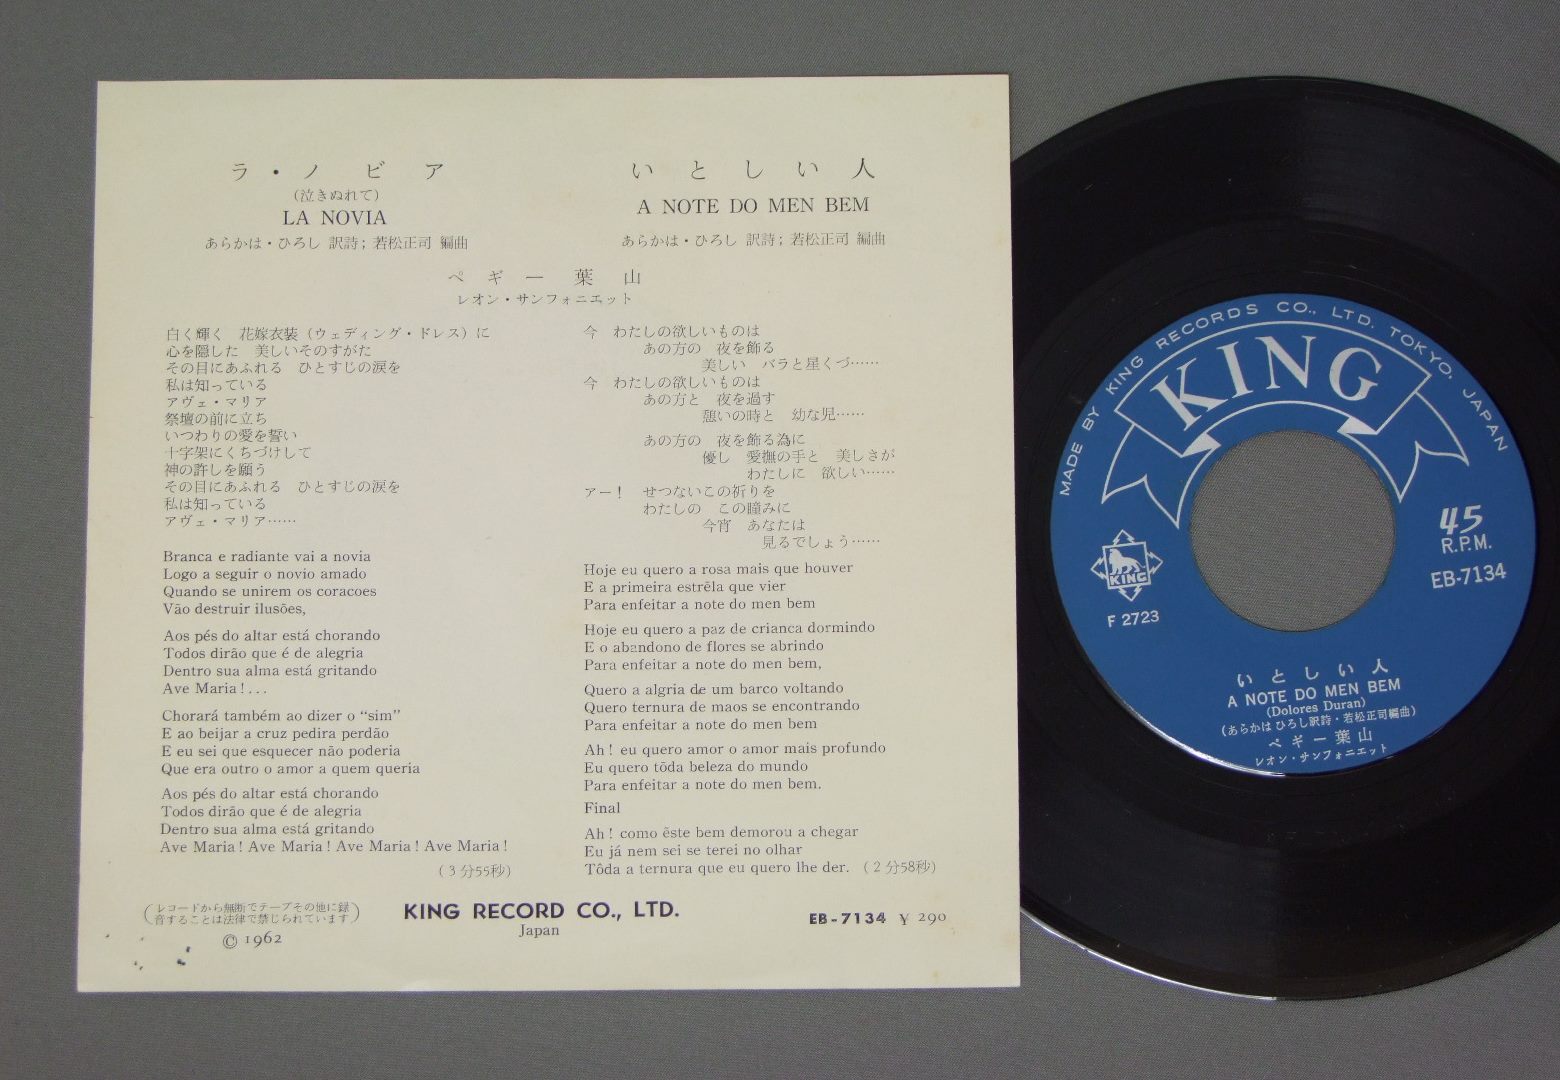 ラ・ノビア
(泣きぬれて)
LA NOVIA
あらかは・ひろし 訳詩; 若松正司 編曲
いとしい人
A NOTE DO MEN BEM
あらかは・ひろし 訳詩; 若松正司 編曲
ペギー葉山
レオン・サンフォニエット
白く輝く 花嫁衣装(ウェディング・ドレス)に
心を隠した 美しいそのすがた
その目にあふれる ひとすじの涙を
私は知っている
アヴェ・マリア
祭壇の前に立ち
いつわりの愛を誓い
十字架にくちづけして
神の許しを願う
その目にあふれる ひとすじの涙を
私は知っている
アヴェ・マリア……
Branca e radiante vai a novia
Logo a seguir o novio amado
Quando se unirem os coracoes
Vão destruir ilusões,
Aos pés do altar está chorando
Todos dirão que é de alegria
Dentro sua alma está gritando
Ave Maria!...
Chorará também ao dizer o “sim”
E ao beijar a cruz pedira perdão
E eu sei que esquecer não poderia
Que era outro o amor a quem queria
Aos pés do altar está chorando
Todos dirão que é de alegria
Dentro sua alma está gritando
Ave Maria! Ave Maria! Ave Maria! Ave Maria!
(3分55秒)
今 わたしの欲しいものは
あの方の 夜を飾る
美しい バラと星くづ……
今 わたしの欲しいものは
あの方と 夜を過す
憩いの時と 幼な児……
あの方の 夜を飾る為に
優し 愛撫の手と 美しさが
わたしに 欲しい……
アー! せつないこの祈りを
わたしの この瞳みに
今宵 あなたは
見るでしょう……
Hoje eu quero a rosa mais que houver
E a primeira estrêla que vier
Para enfeitar a note do men bem
Hoje eu quero a paz de crianca dormindo
E o abandono de flores se abrindo
Para enfeitar a note do men bem,
Quero a algria de um barco voltando
Quero ternura de maos se encontrando
Para enfeitar a note do men bem
Ah! eu quero amor o amor mais profundo
Eu quero tôda beleza do mundo
Para enfeitar a note do men bem.
Final
Ah! como êste bem demorou a chegar
Eu já nem sei se terei no olhar
Tôda a ternura que eu quero lhe der. (2分58秒)
(レコードから無断でテープその他に録
音することは法律で禁じられています)
© 1962
KING RECORD CO., LTD.
Japan
EB-7134 ¥ 290
MADE BY KING RECORDS CO., LTD. TOKYO, JAPAN
KING
45
R.P.M.
EB-7134
KING
F 2723
いとしい人
A NOTE DO MEN BEM
(Dolores Duran)
(あらかは ひろし訳詩・若松正司編曲)
ペギー葉山
レオン・サンフォニエット